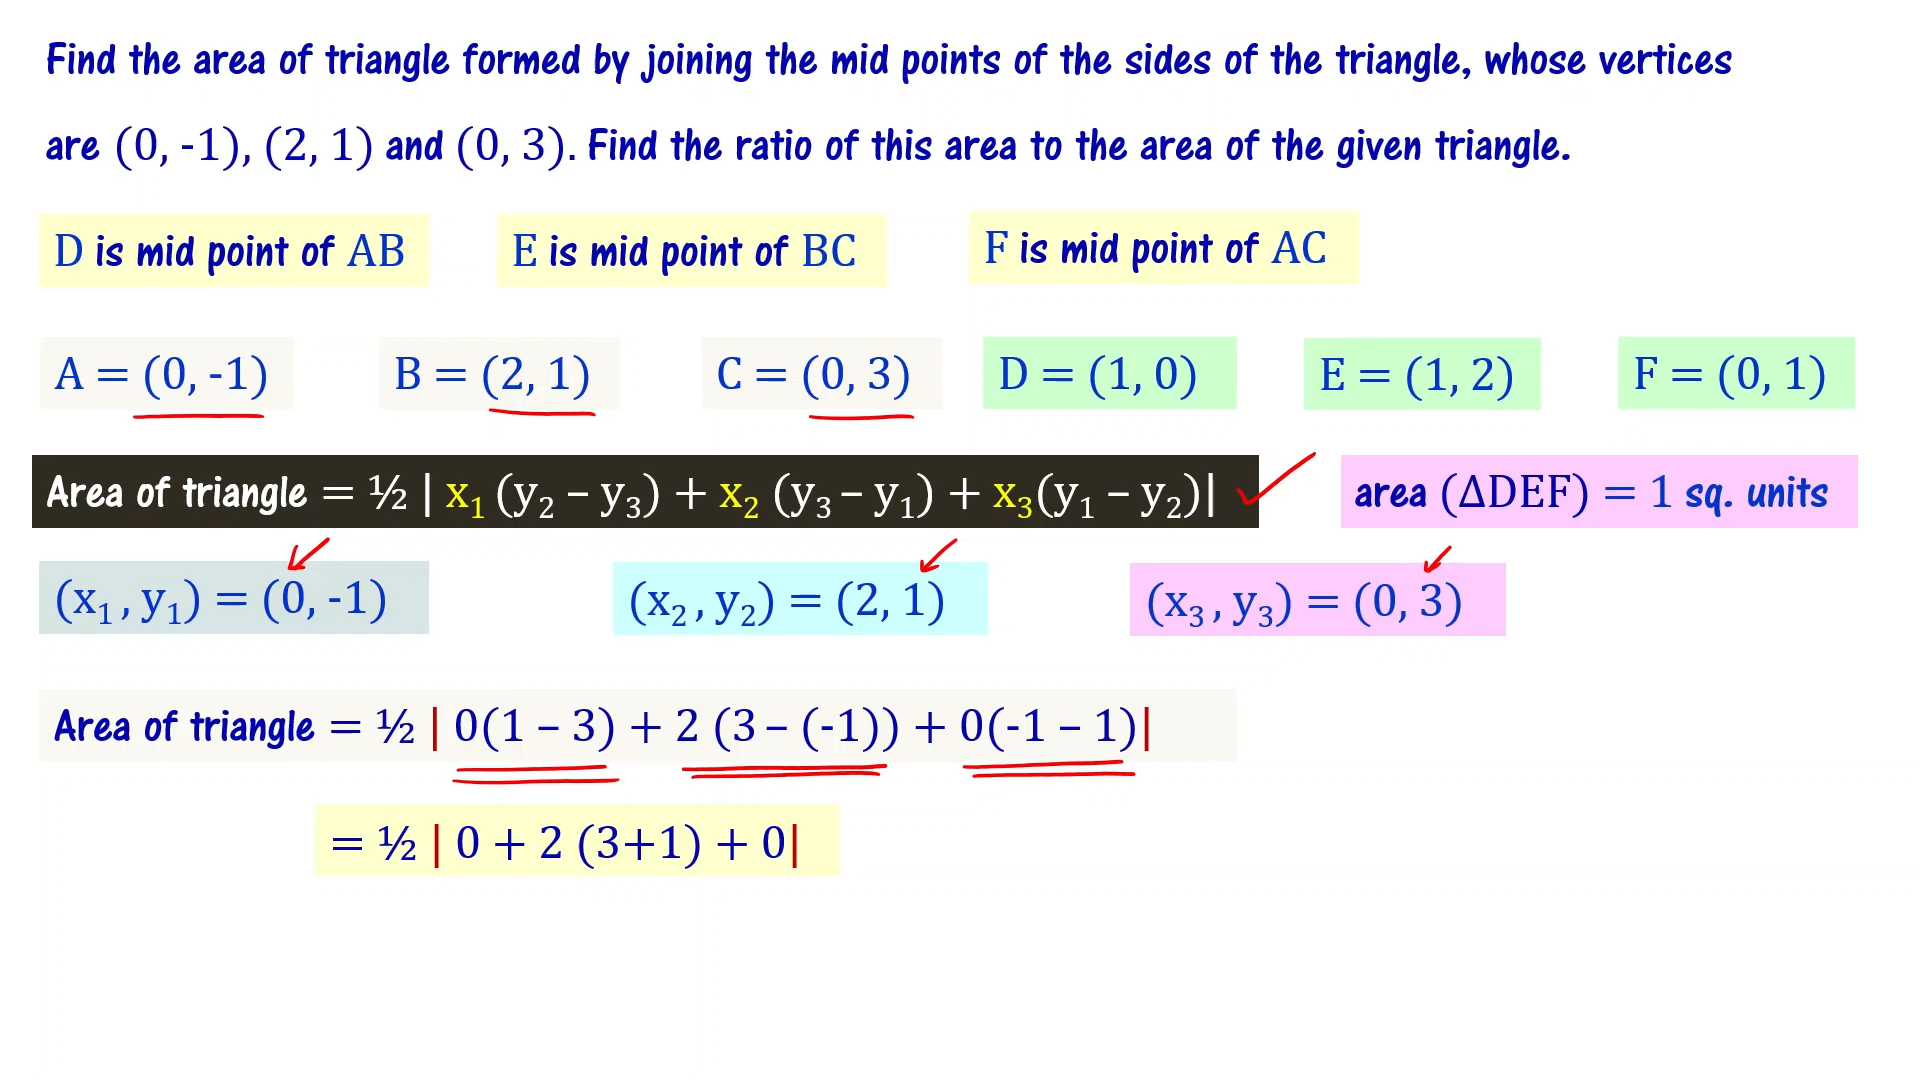 Find the area of triangle formed by joining the mid points of the sides of the triangle, whose vertices
are (0, -1), (2, 1) and (0, 3). Find the ratio of this area to the area of the given triangle.
D is mid point of AB E is mid point of BC F is mid point of AC
A = (0, -1) B = (2, 1) C = (0, 3) D = (1, 0) E = (1, 2) F = (0, 1)
Area of triangle = ½ | x₁ (y₂ – y₃) + x₂ (y₃ – y₁) + x₃(y₁ – y₂)| area (ΔDEF) = 1 sq. units
(x₁ , y₁) = (0, -1) (x₂ , y₂) = (2, 1) (x₃ , y₃) = (0, 3)
Area of triangle = ½ | 0(1 – 3) + 2 (3 – (-1)) + 0(-1 – 1)|
= ½ | 0 + 2 (3+1) + 0|